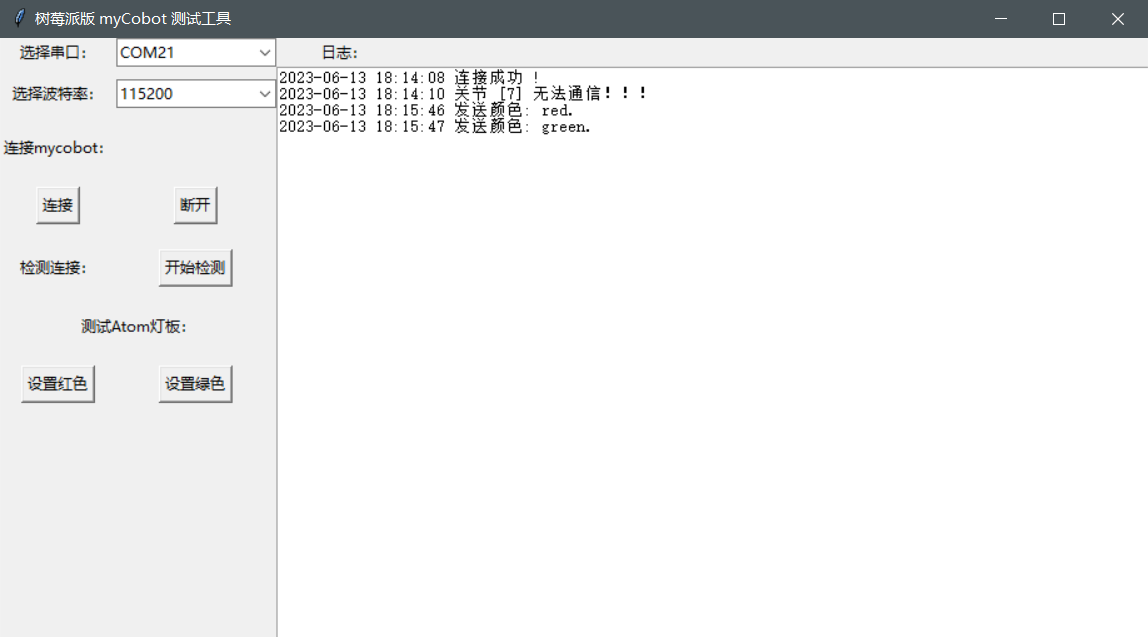 树莓派版 myCobot 测试工具
选择串口: COM21 日志:
选择波特率: 115200
2023-06-13 18:14:08 连接成功 !
2023-06-13 18:14:10 关节 [7] 无法通信!!!
2023-06-13 18:15:46 发送颜色: red.
2023-06-13 18:15:47 发送颜色: green.
连接mycobot:
连接 断开
检测连接: 开始检测
测试Atom灯板:
设置红色 设置绿色